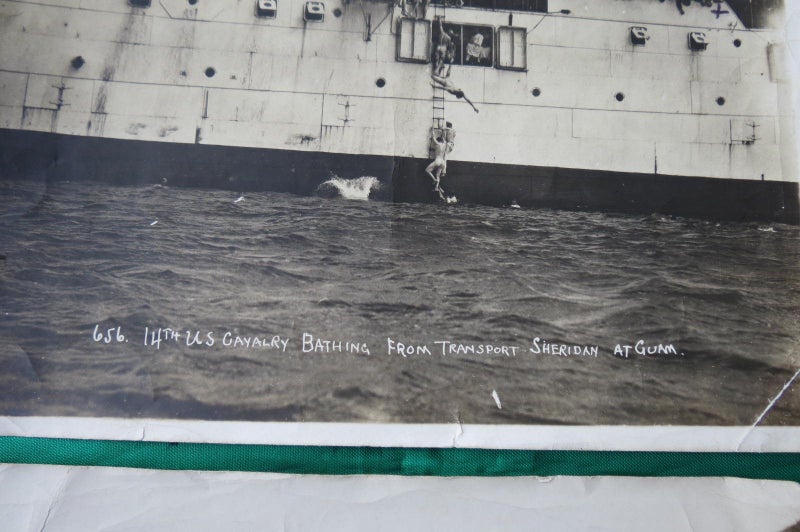 656. 14TH US CAVALRY BATHING FROM TRANSPORT SHERIDAN AT GUAM.